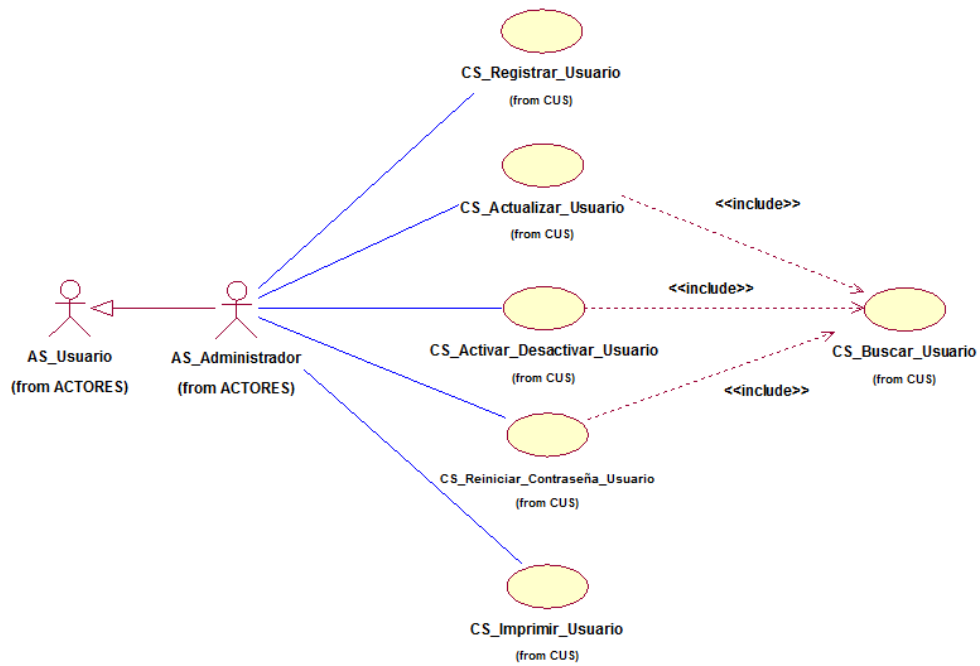 CS_Registrar_Usuario
(from CUS)
CS_Actualizar_Usuario
(from CUS)
<<include>>
AS_Usuario
(from ACTORES)
AS_Administrador
(from ACTORES)
CS_Activar_Desactivar_Usuario
(from CUS)
<<include>>
CS_Buscar_Usuario
(from CUS)
<<include>>
CS_Reiniciar_Contraseña_Usuario
(from CUS)
CS_Imprimir_Usuario
(from CUS)